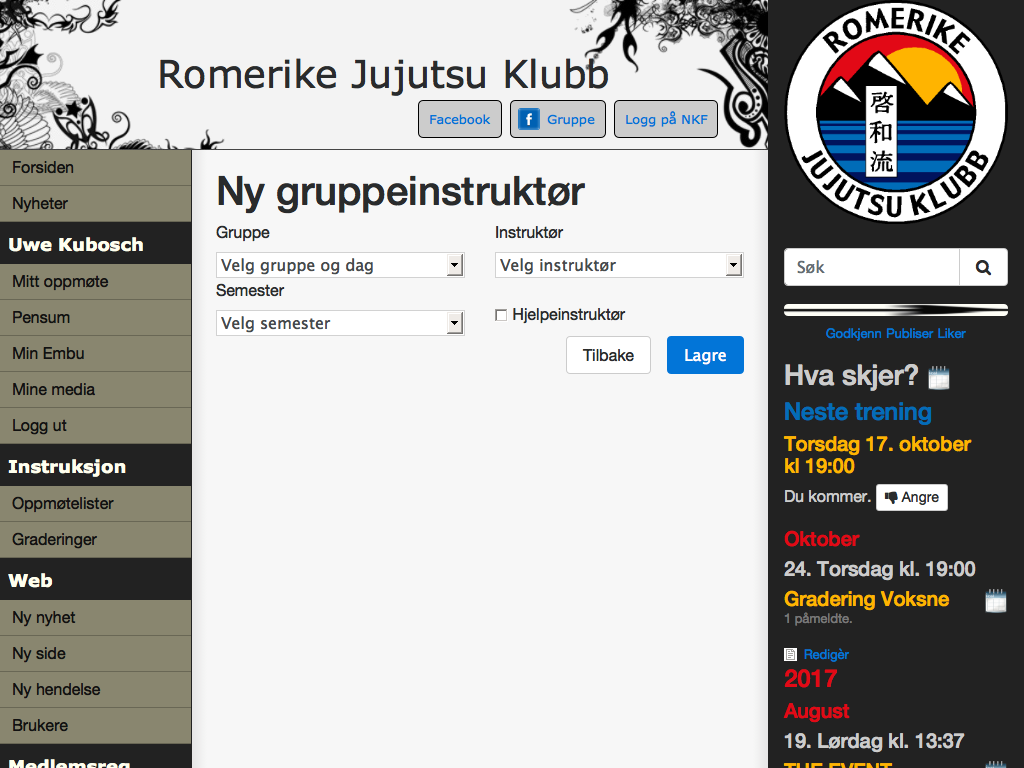 Romerike Jujutsu Klubb
Facebook
Gruppe
Logg på NKF
Forsiden
Nyheter
Uwe Kubosch
Mitt oppmøte
Pensum
Min Embu
Mine media
Logg ut
Instruksjon
Oppmøtelister
Graderinger
Web
Ny nyhet
Ny side
Ny hendelse
Brukere
Medlemsreg
Ny gruppeinstruktør
Gruppe
Velg gruppe og dag
Instruktør
Velg instruktør
Semester
Velg semester
Hjelpeinstruktør
Tilbake
Lagre
ROMERIKE
啓和流
JUJUTSU KLUBB
Søk
Godkjenn Publiser Liker
Hva skjer?
Neste trening
Torsdag 17. oktober
kl 19:00
Du kommer.
Angre
Oktober
24. Torsdag kl. 19:00
Gradering Voksne
1 påmeldte.
Redigèr
2017
August
19. Lørdag kl. 13:37
THE EVENT